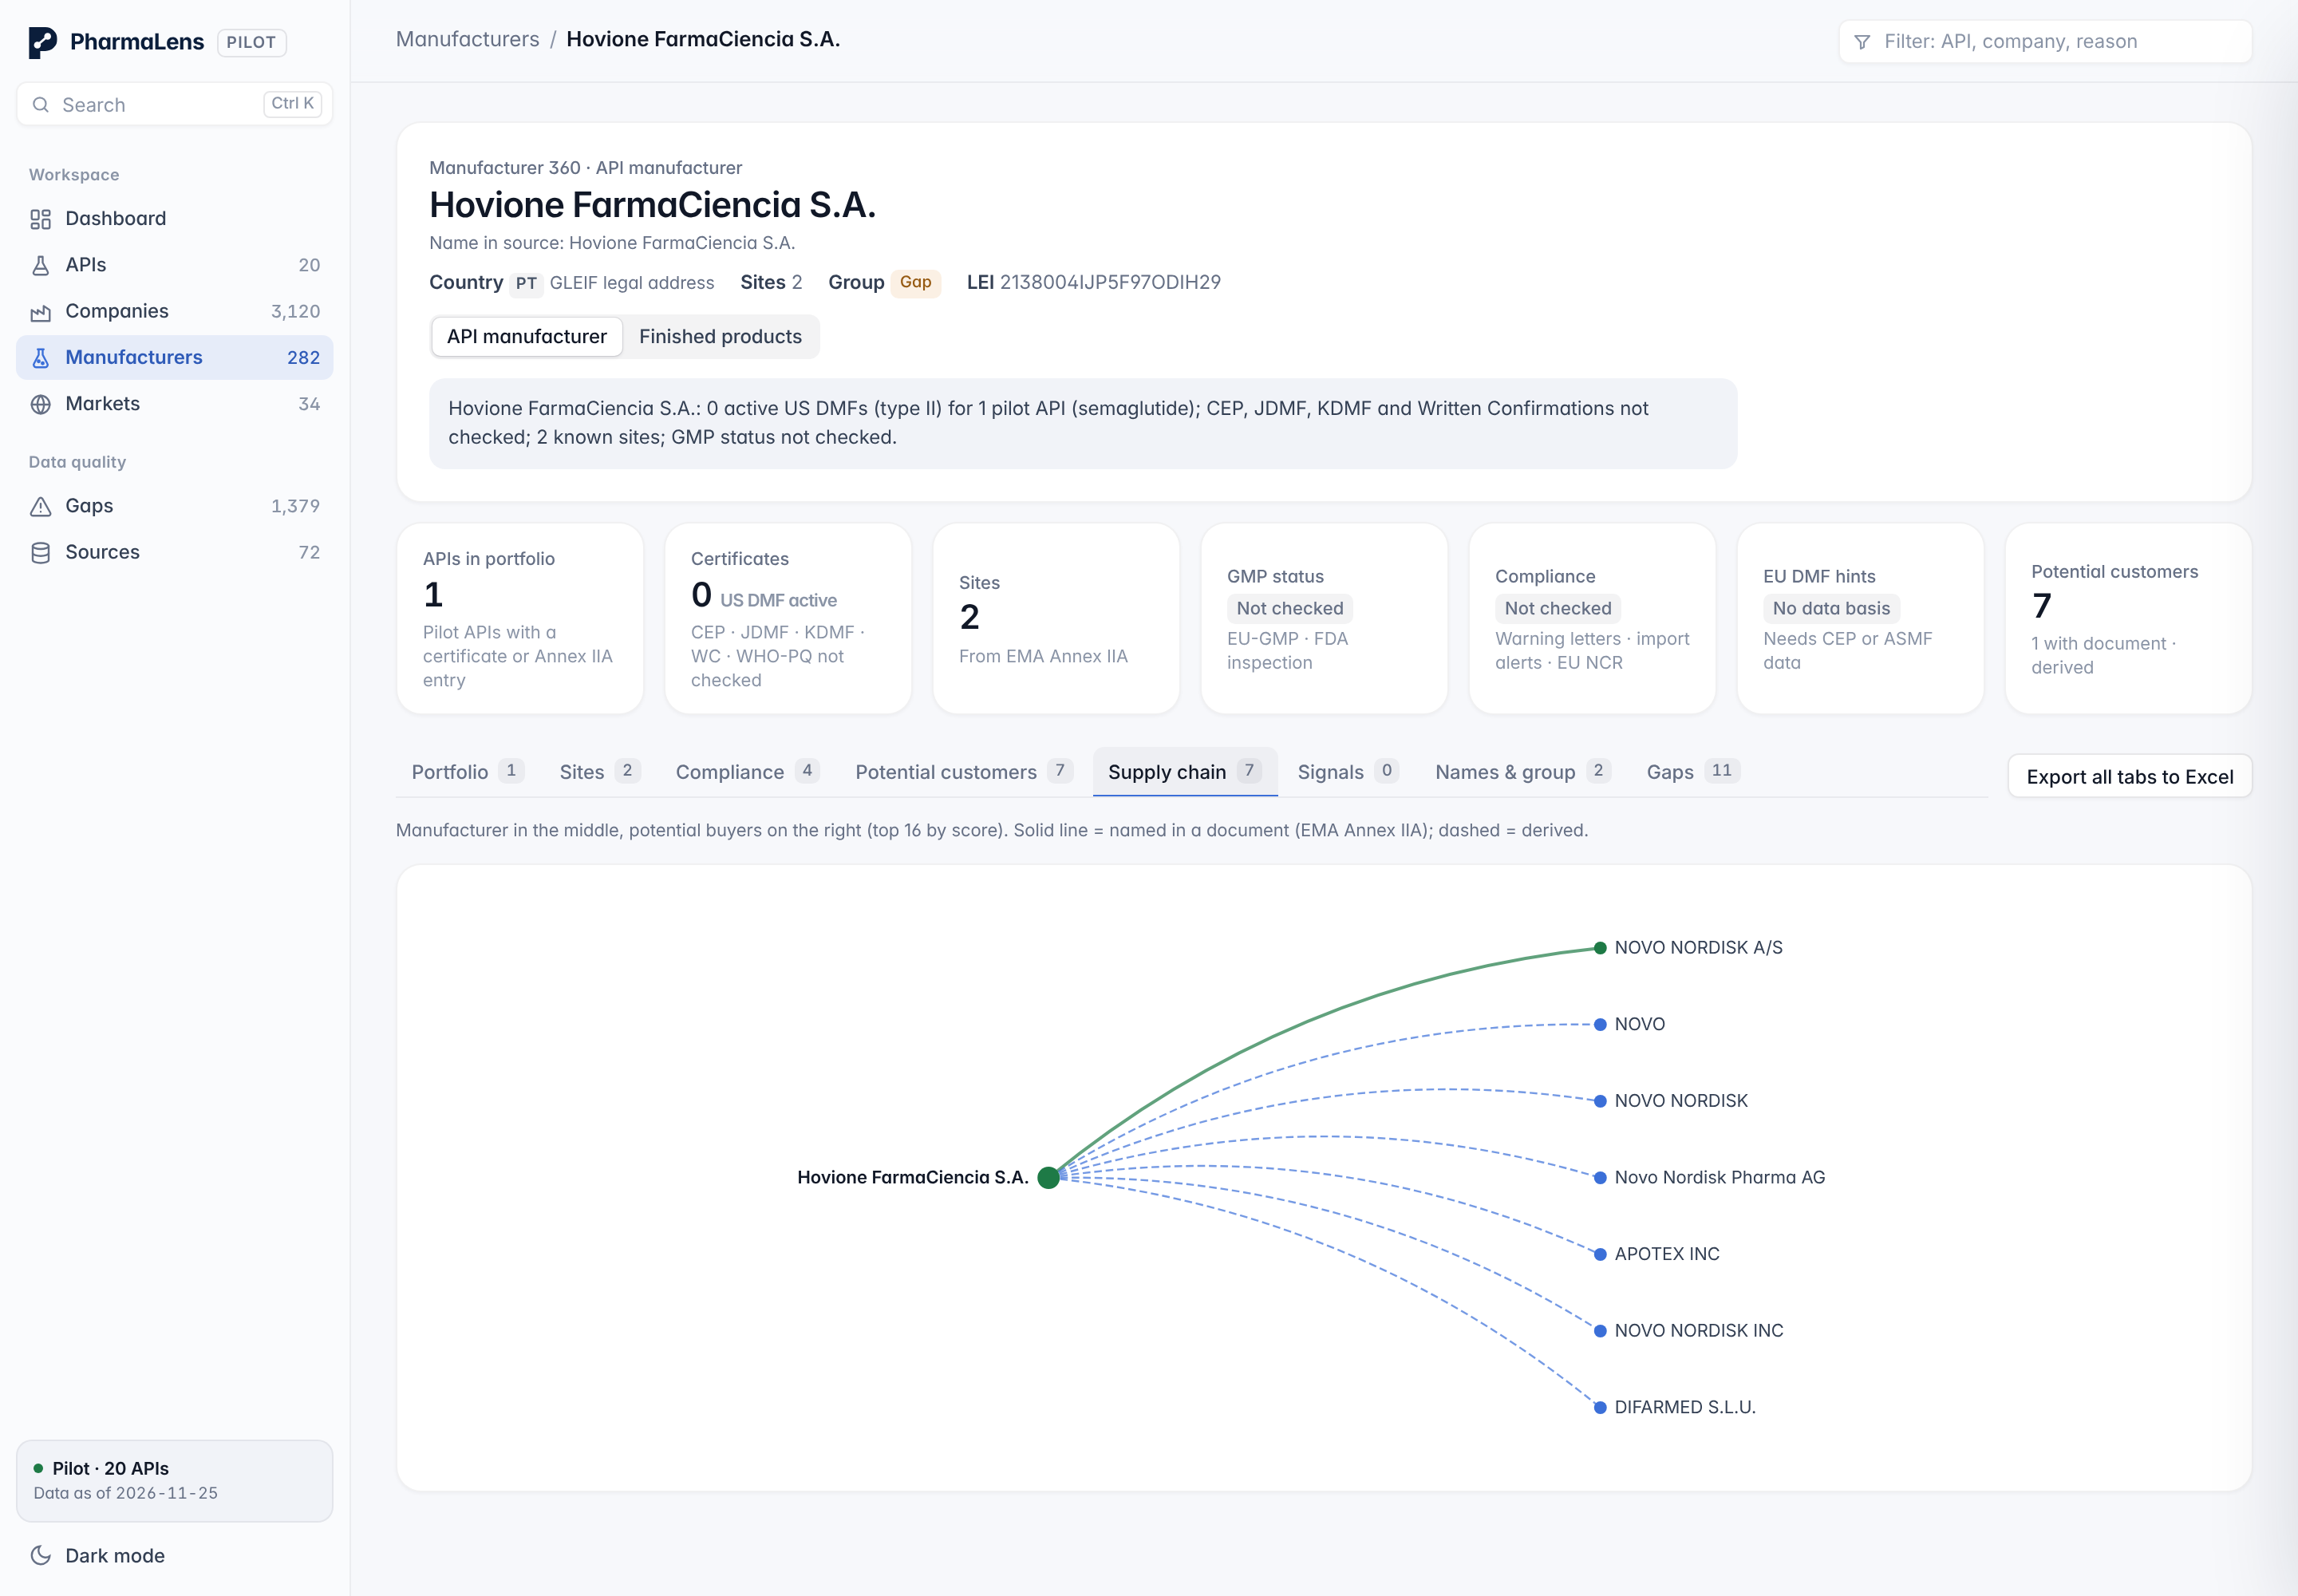 PharmaLens PILOT
Search Ctrl K
Workspace
Dashboard
APIs 20
Companies 3,120
Manufacturers 282
Markets 34
Data quality
Gaps 1,379
Sources 72
Pilot · 20 APIs
Data as of 2026-11-25
Dark mode
Manufacturers / Hovione FarmaCiencia S.A.
Filter: API, company, reason
Manufacturer 360 · API manufacturer
Hovione FarmaCiencia S.A.
Name in source: Hovione FarmaCiencia S.A.
Country PT GLEIF legal address Sites 2 Group Gap LEI 2138004IJP5F97ODIH29
API manufacturer Finished products
Hovione FarmaCiencia S.A.: 0 active US DMFs (type II) for 1 pilot API (semaglutide); CEP, JDMF, KDMF and Written Confirmations not
checked; 2 known sites; GMP status not checked.
APIs in portfolio
1
Pilot APIs with a
certificate or Annex IIA
entry
Certificates
0 US DMF active
CEP · JDMF · KDMF ·
WC · WHO-PQ not
checked
Sites
2
From EMA Annex IIA
GMP status
Not checked
EU-GMP · FDA
inspection
Compliance
Not checked
Warning letters · import
alerts · EU NCR
EU DMF hints
No data basis
Needs CEP or ASMF
data
Potential customers
7
1 with document ·
derived
Portfolio 1 Sites 2 Compliance 4 Potential customers 7 Supply chain 7 Signals 0 Names & group 2 Gaps 11
Export all tabs to Excel
Manufacturer in the middle, potential buyers on the right (top 16 by score). Solid line = named in a document (EMA Annex IIA); dashed = derived.
NOVO NORDISK A/S
NOVO
NOVO NORDISK
Hovione FarmaCiencia S.A.
Novo Nordisk Pharma AG
APOTEX INC
NOVO NORDISK INC
DIFARMED S.L.U.